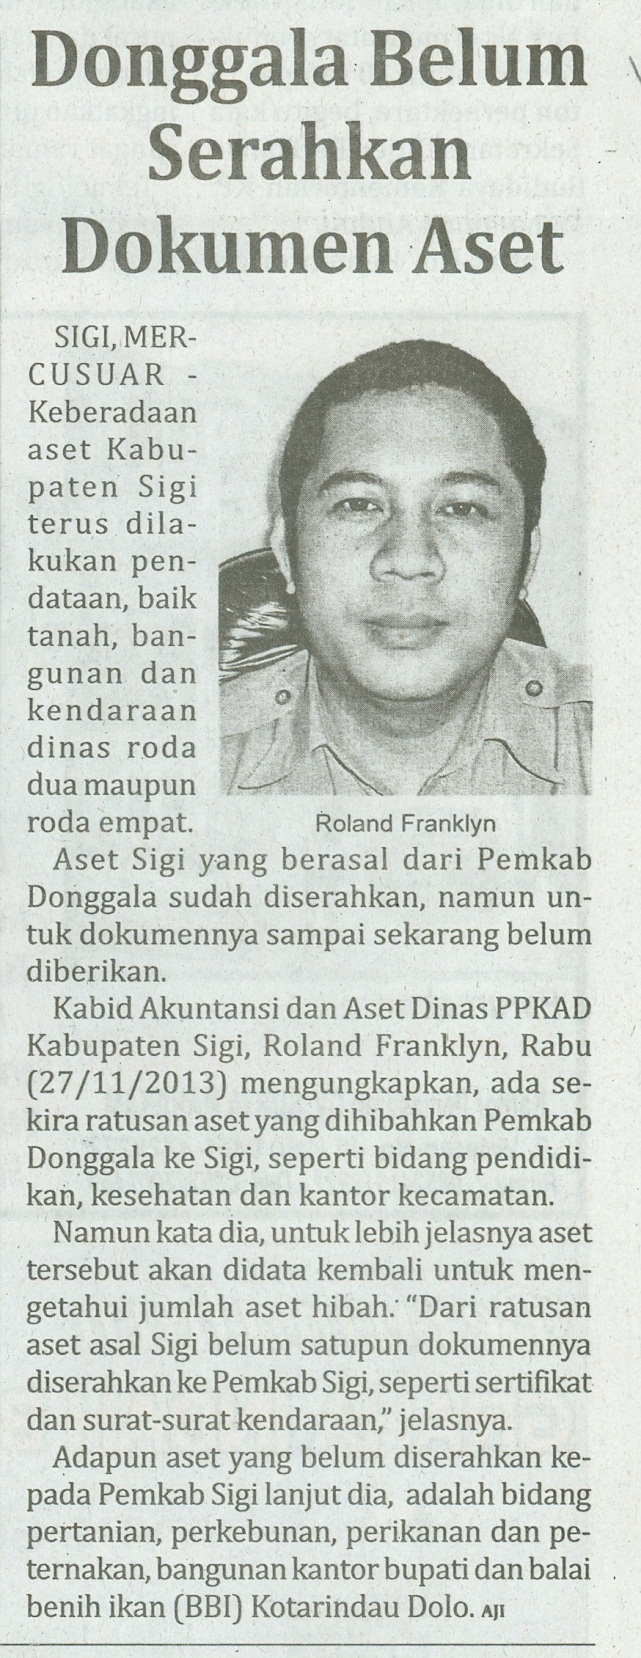 Donggala Belum
Serahkan
Dokumen Aset
SIGI, MER-
CUSUAR -
Keberadaan
aset Kabu-
paten Sigi
terus dila-
kukan pen-
dataan, baik
tanah, ban-
gunan dan
kendaraan
dinas roda
dua maupun
roda empat.
Roland Franklyn
Aset Sigi yang berasal dari Pemkab
Donggala sudah diserahkan, namun un-
tuk dokumennya sampai sekarang belum
diberikan.
Kabid Akuntansi dan Aset Dinas PPKAD
Kabupaten Sigi, Roland Franklyn, Rabu
(27/11/2013) mengungkapkan, ada se-
kira ratusan aset yang dihibahkan Pemkab
Donggala ke Sigi, seperti bidang pendidi-
kan, kesehatan dan kantor kecamatan.
Namun kata dia, untuk lebih jelasnya aset
tersebut akan didata kembali untuk men-
getahui jumlah aset hibah. “Dari ratusan
aset asal Sigi belum satupun dokumennya
diserahkan ke Pemkab Sigi, seperti sertifikat
dan surat-surat kendaraan,” jelasnya.
Adapun aset yang belum diserahkan ke-
pada Pemkab Sigi lanjut dia, adalah bidang
pertanian, perkebunan, perikanan dan pe-
ternakan, bangunan kantor bupati dan balai
benih ikan (BBI) Kotarindau Dolo. AJI